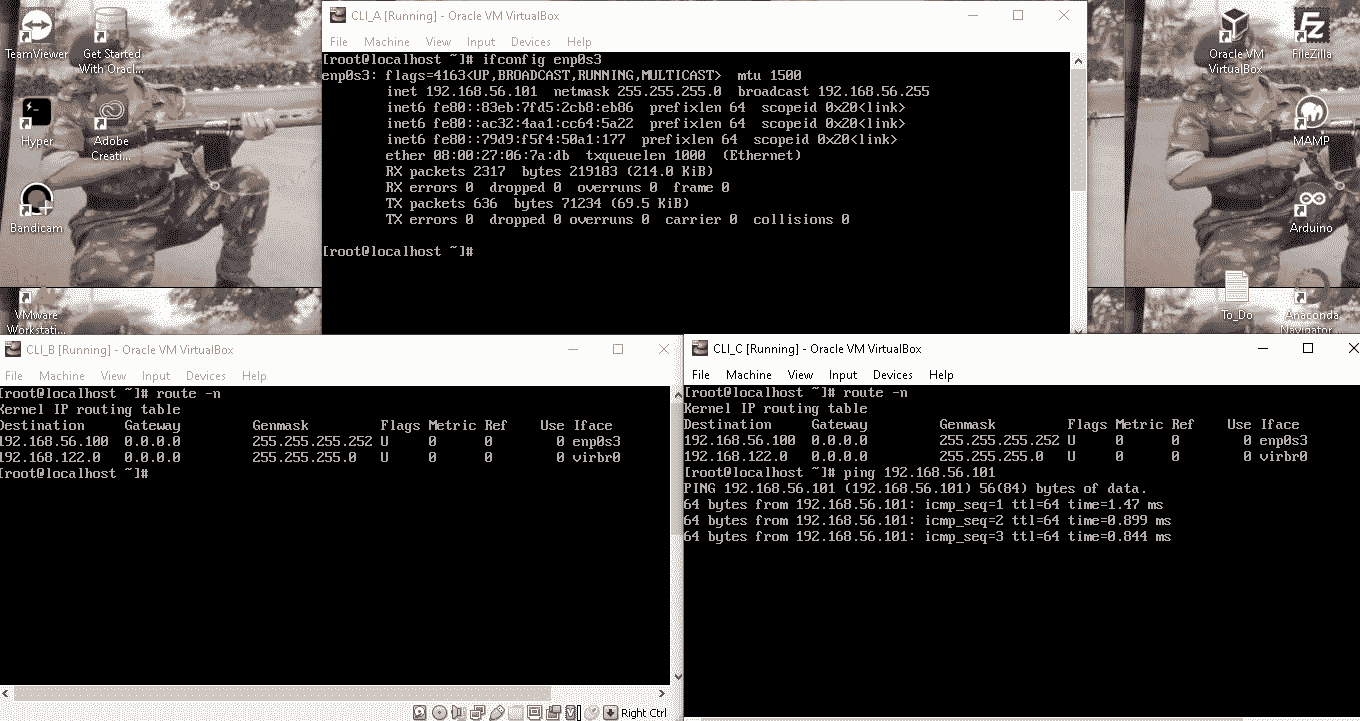 TeamViewer
Get Started
With Oracl...
Hyper
Adobe
Creati...
Bandicam
VMware
Workstati...
CLI_A [Running] - Oracle VM VirtualBox
File Machine View Input Devices Help
[root@localhost ~]# ifconfig enp0s3
enp0s3: flags=4163<UP,BROADCAST,RUNNING,MULTICAST> mtu 1500
inet 192.168.56.101 netmask 255.255.255.0 broadcast 192.168.56.255
inet6 fe80::83eb:7fd5:2cb8:eb86 prefixlen 64 scopeid 0x20<link>
inet6 fe80::ac32:4aa1:cc64:5a22 prefixlen 64 scopeid 0x20<link>
inet6 fe80::79d9:f5f4:50a1:177 prefixlen 64 scopeid 0x20<link>
ether 08:00:27:06:7a:db txqueuelen 1000 (Ethernet)
RX packets 2317 bytes 219183 (214.0 KiB)
RX errors 0 dropped 0 overruns 0 frame 0
TX packets 636 bytes 71234 (69.5 KiB)
TX errors 0 dropped 0 overruns 0 carrier 0 collisions 0
[root@localhost ~]#
Oracle VM
VirtualBox
FileZilla
MAMP
Arduino
To_Do
Anaconda
Navigator...
CLI_B [Running] - Oracle VM VirtualBox
File Machine View Input Devices Help
[root@localhost ~]# route -n
Kernel IP routing table
Destination Gateway Genmask Flags Metric Ref Use Iface
192.168.56.100 0.0.0.0 255.255.255.252 U 0 0 0 enp0s3
192.168.122.0 0.0.0.0 255.255.255.0 U 0 0 0 virbr0
[root@localhost ~]#
Right Ctrl
CLI_C [Running] - Oracle VM VirtualBox
File Machine View Input Devices Help
[root@localhost ~]# route -n
Kernel IP routing table
Destination Gateway Genmask Flags Metric Ref Use Iface
192.168.56.100 0.0.0.0 255.255.255.252 U 0 0 0 enp0s3
192.168.122.0 0.0.0.0 255.255.255.0 U 0 0 0 virbr0
[root@localhost ~]# ping 192.168.56.101
PING 192.168.56.101 (192.168.56.101) 56(84) bytes of data.
64 bytes from 192.168.56.101: icmp_seq=1 ttl=64 time=1.47 ms
64 bytes from 192.168.56.101: icmp_seq=2 ttl=64 time=0.899 ms
64 bytes from 192.168.56.101: icmp_seq=3 ttl=64 time=0.844 ms